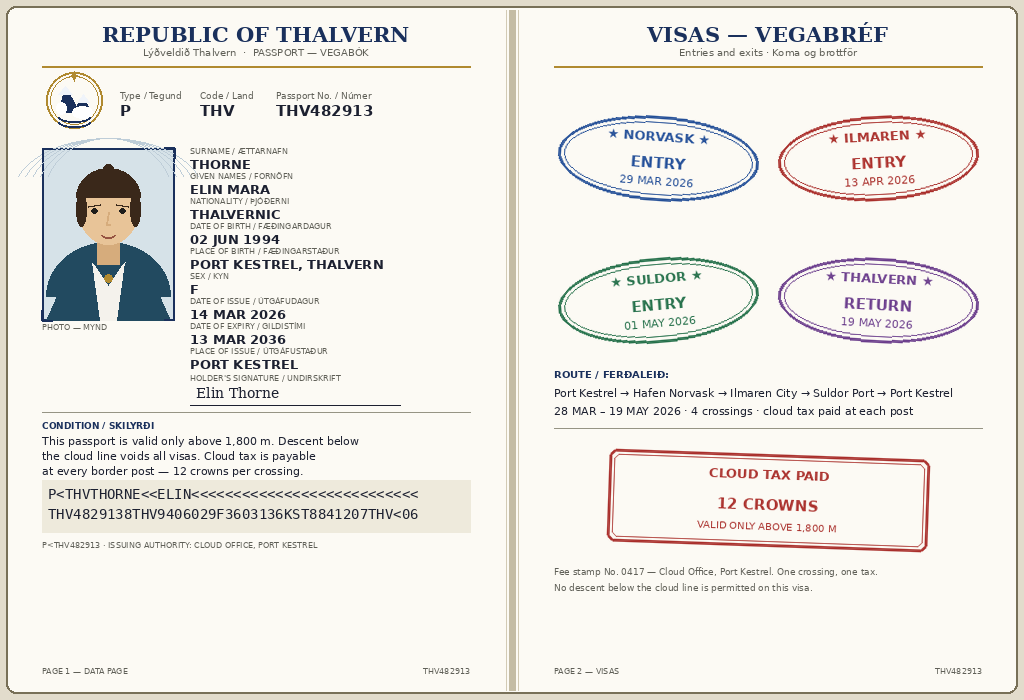 REPUBLIC OF THALVERN
Lýðveldið Thalvern · PASSPORT — VEGABÓK
Type / Tegund Code / Land Passport No. / Númer
P THV THV482913
SURNAME / ÆTTARNAFN
THORNE
GIVEN NAMES / FORNÖFN
ELIN MARA
NATIONALITY / ÞJÓÐERNI
THALVERNIC
DATE OF BIRTH / FÆÐINGARDAGUR
02 JUN 1994
PLACE OF BIRTH / FÆÐINGARSTAÐUR
PORT KESTREL, THALVERN
SEX / KYN
F
DATE OF ISSUE / ÚTGÁFUDAGUR
14 MAR 2026
DATE OF EXPIRY / GILDISTÍMI
13 MAR 2036
PLACE OF ISSUE / ÚTGÁFUSTAÐUR
PORT KESTREL
HOLDER'S SIGNATURE / UNDIRSKRIFT
Elin Thorne
PHOTO — MYND
CONDITION / SKILYRÐI
This passport is valid only above 1,800 m. Descent below
the cloud line voids all visas. Cloud tax is payable
at every border post — 12 crowns per crossing.
P<THVTHORNE<<ELIN<<<<<<<<<<<<<<<<<<<<<<<<<<<
THV4829138THV9406029F3603136KST8841207THV<06
P<THV482913 · ISSUING AUTHORITY: CLOUD OFFICE, PORT KESTREL
PAGE 1 — DATA PAGE THV482913
VISAS — VEGABRÉF
Entries and exits · Koma og brottför
★ NORVASK ★
ENTRY
29 MAR 2026
★ ILMAREN ★
ENTRY
13 APR 2026
★ SULDOR ★
ENTRY
01 MAY 2026
★ THALVERN ★
RETURN
19 MAY 2026
ROUTE / FERÐALEIÐ:
Port Kestrel → Hafen Norvask → Ilmaren City → Suldor Port → Port Kestrel
28 MAR – 19 MAY 2026 · 4 crossings · cloud tax paid at each post
CLOUD TAX PAID
12 CROWNS
VALID ONLY ABOVE 1,800 M
Fee stamp No. 0417 — Cloud Office, Port Kestrel. One crossing, one tax.
No descent below the cloud line is permitted on this visa.
PAGE 2 — VISAS THV482913